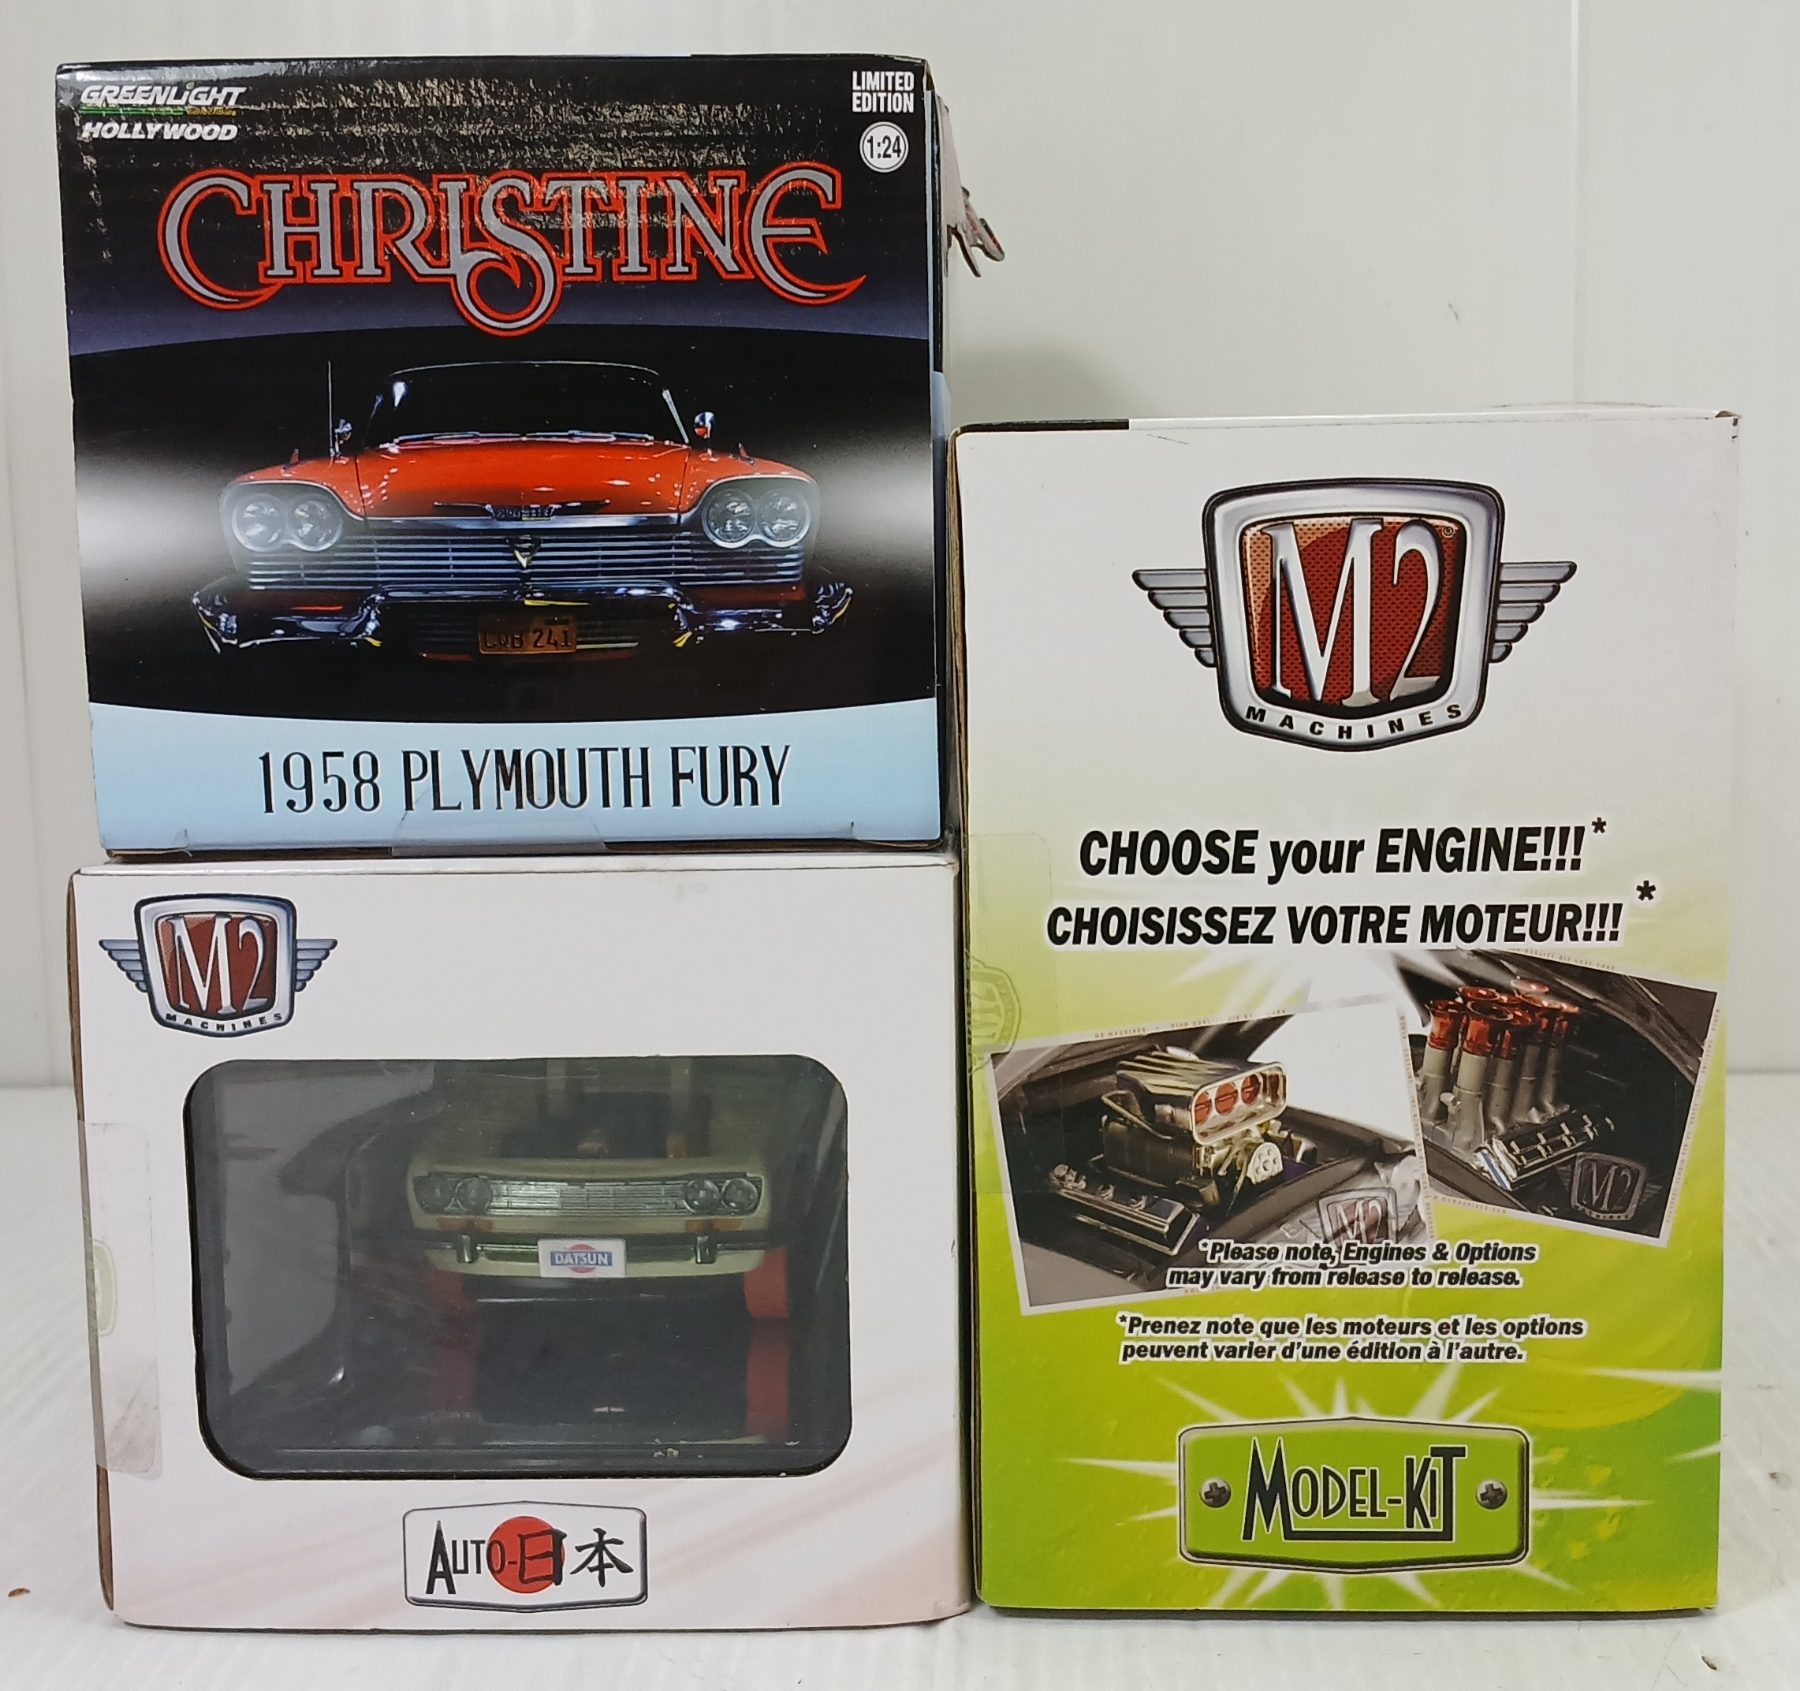 GREENLIGHT
HOLLYWOOD
LIMITED
EDITION
1:24
CHRISTINE
CQB 241
1958 PLYMOUTH FURY
M2
MACHINES
DATSUN
AUTO-日本
M2
MACHINES
CHOOSE your ENGINE!!!*
CHOISISSEZ VOTRE MOTEUR!!!*
M2
*Please note, Engines & Options
may vary from release to release.
*Prenez note que les moteurs et les options
peuvent varier d'une édition à l'autre.
MODEL-KIT